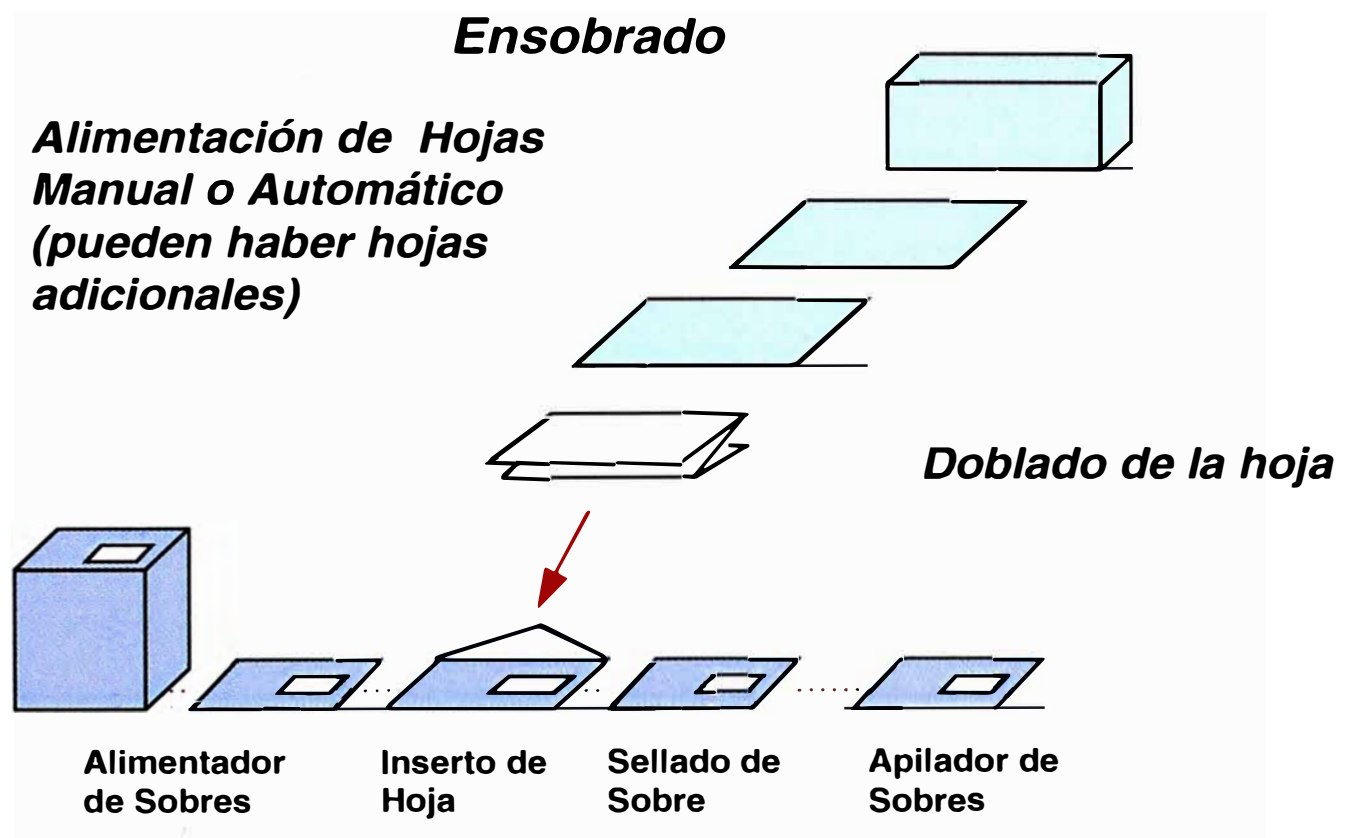 Ensobrado
Alimentación de Hojas
Manual o Automático
(pueden haber hojas
adicionales)
Doblado de la hoja
Alimentador
de Sobres
Inserto de
Hoja
Sellado de
Sobre
Apilador de
Sobres